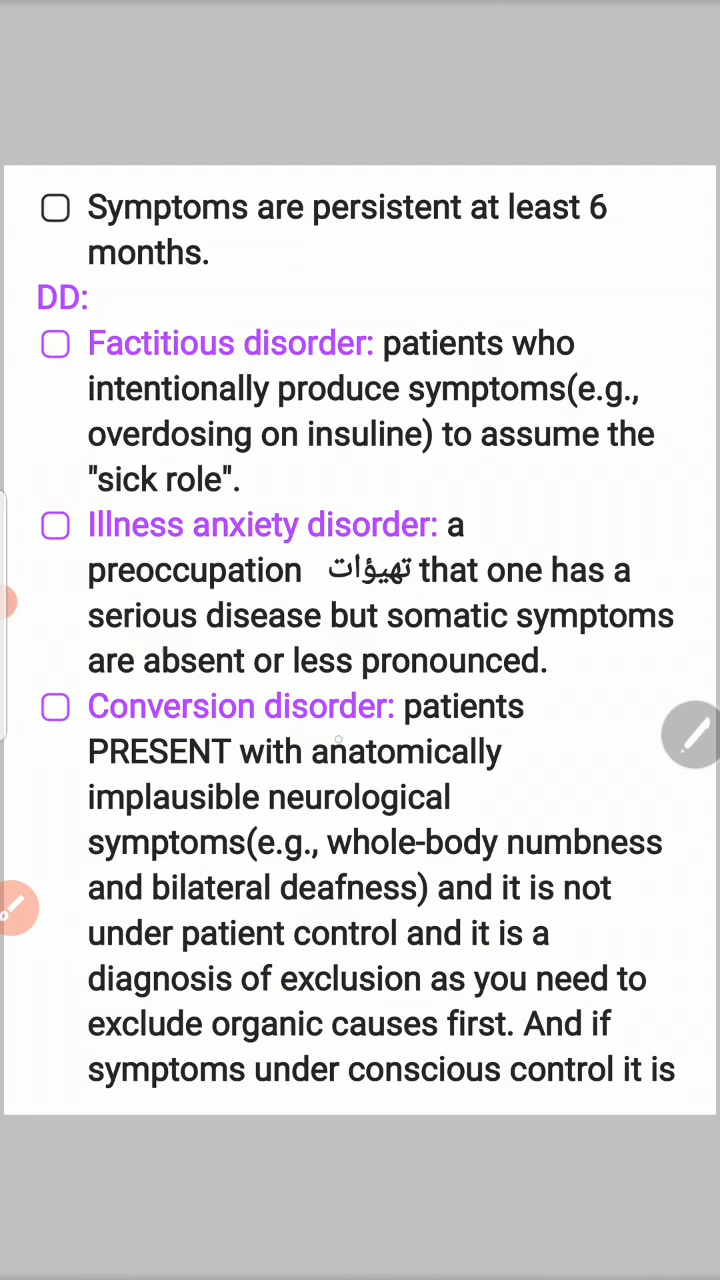 Symptoms are persistent at least 6
months.
DD:
Factitious disorder: patients who
intentionally produce symptoms(e.g.,
overdosing on insuline) to assume the
"sick role".
Illness anxiety disorder: a
preoccupation تهيؤات that one has a
serious disease but somatic symptoms
are absent or less pronounced.
Conversion disorder: patients
PRESENT with anatomically
implausible neurological
symptoms(e.g., whole-body numbness
and bilateral deafness) and it is not
under patient control and it is a
diagnosis of exclusion as you need to
exclude organic causes first. And if
symptoms under conscious control it is